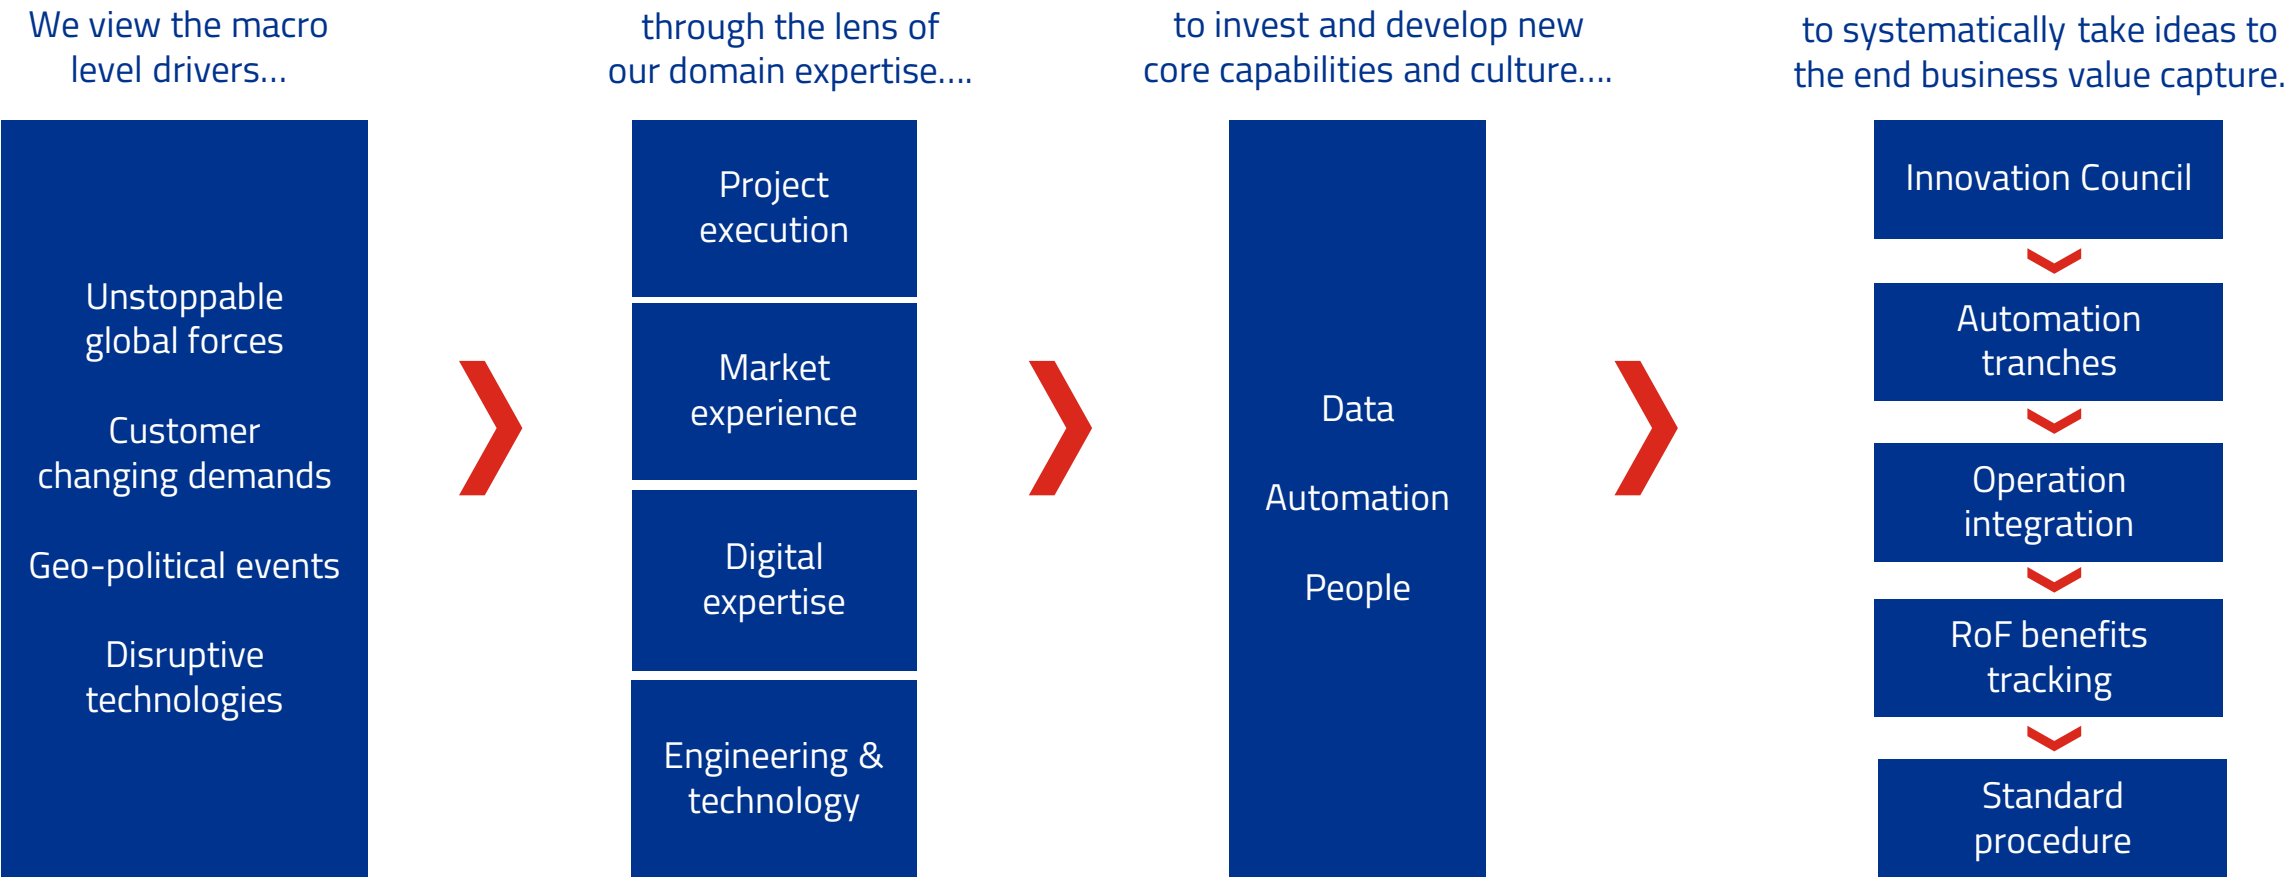 We view the macro
level drivers...
through the lens of
our domain expertise....
to invest and develop new
core capabilities and culture....
to systematically take ideas to
the end business value capture.
Unstoppable
global forces
Customer
changing demands
Geo-political events
Disruptive
technologies
Project
execution
Market
experience
Digital
expertise
Engineering &
technology
Data
Automation
People
Innovation Council
Automation
tranches
Operation
integration
RoF benefits
tracking
Standard
procedure